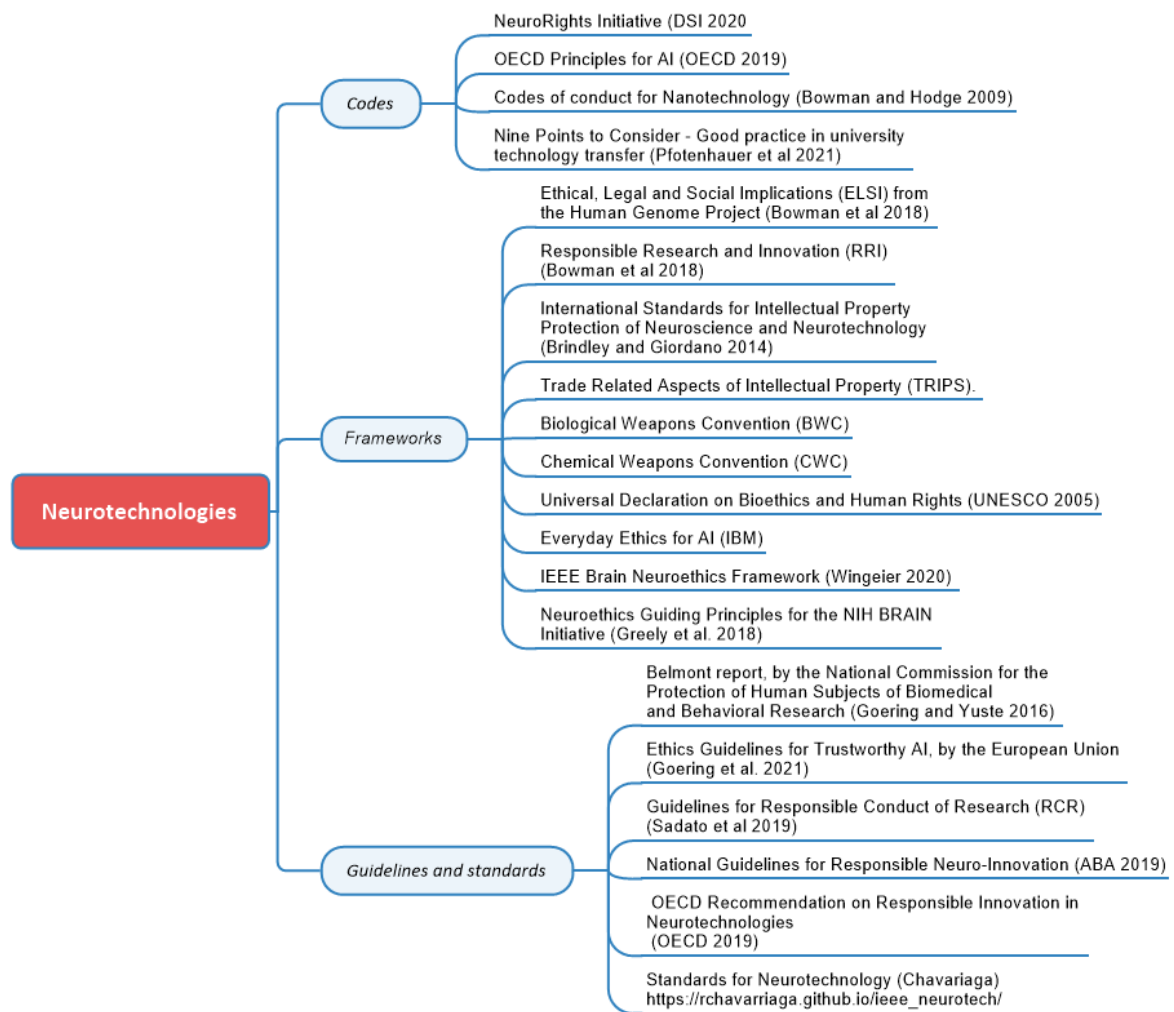 NeuroRights Initiative (DSI 2020
OECD Principles for AI (OECD 2019)
Codes
Codes of conduct for Nanotechnology (Bowman and Hodge 2009)
Nine Points to Consider - Good practice in university
technology transfer (Pfotenhauer et al 2021)
Ethical, Legal and Social Implications (ELSI) from
the Human Genome Project (Bowman et al 2018)
Responsible Research and Innovation (RRI)
(Bowman et al 2018)
International Standards for Intellectual Property
Protection of Neuroscience and Neurotechnology
(Brindley and Giordano 2014)
Trade Related Aspects of Intellectual Property (TRIPS).
Biological Weapons Convention (BWC)
Frameworks
Chemical Weapons Convention (CWC)
Universal Declaration on Bioethics and Human Rights (UNESCO 2005)
Neurotechnologies
Everyday Ethics for AI (IBM)
IEEE Brain Neuroethics Framework (Wingeier 2020)
Neuroethics Guiding Principles for the NIH BRAIN
Initiative (Greely et al. 2018)
Belmont report, by the National Commission for the
Protection of Human Subjects of Biomedical
and Behavioral Research (Goering and Yuste 2016)
Ethics Guidelines for Trustworthy AI, by the European Union
(Goering et al. 2021)
Guidelines for Responsible Conduct of Research (RCR)
(Sadato et al 2019)
Guidelines and standards
National Guidelines for Responsible Neuro-Innovation (ABA 2019)
OECD Recommendation on Responsible Innovation in
Neurotechnologies
(OECD 2019)
Standards for Neurotechnology (Chavariaga)
https://rchavarriaga.github.io/ieee_neurotech/